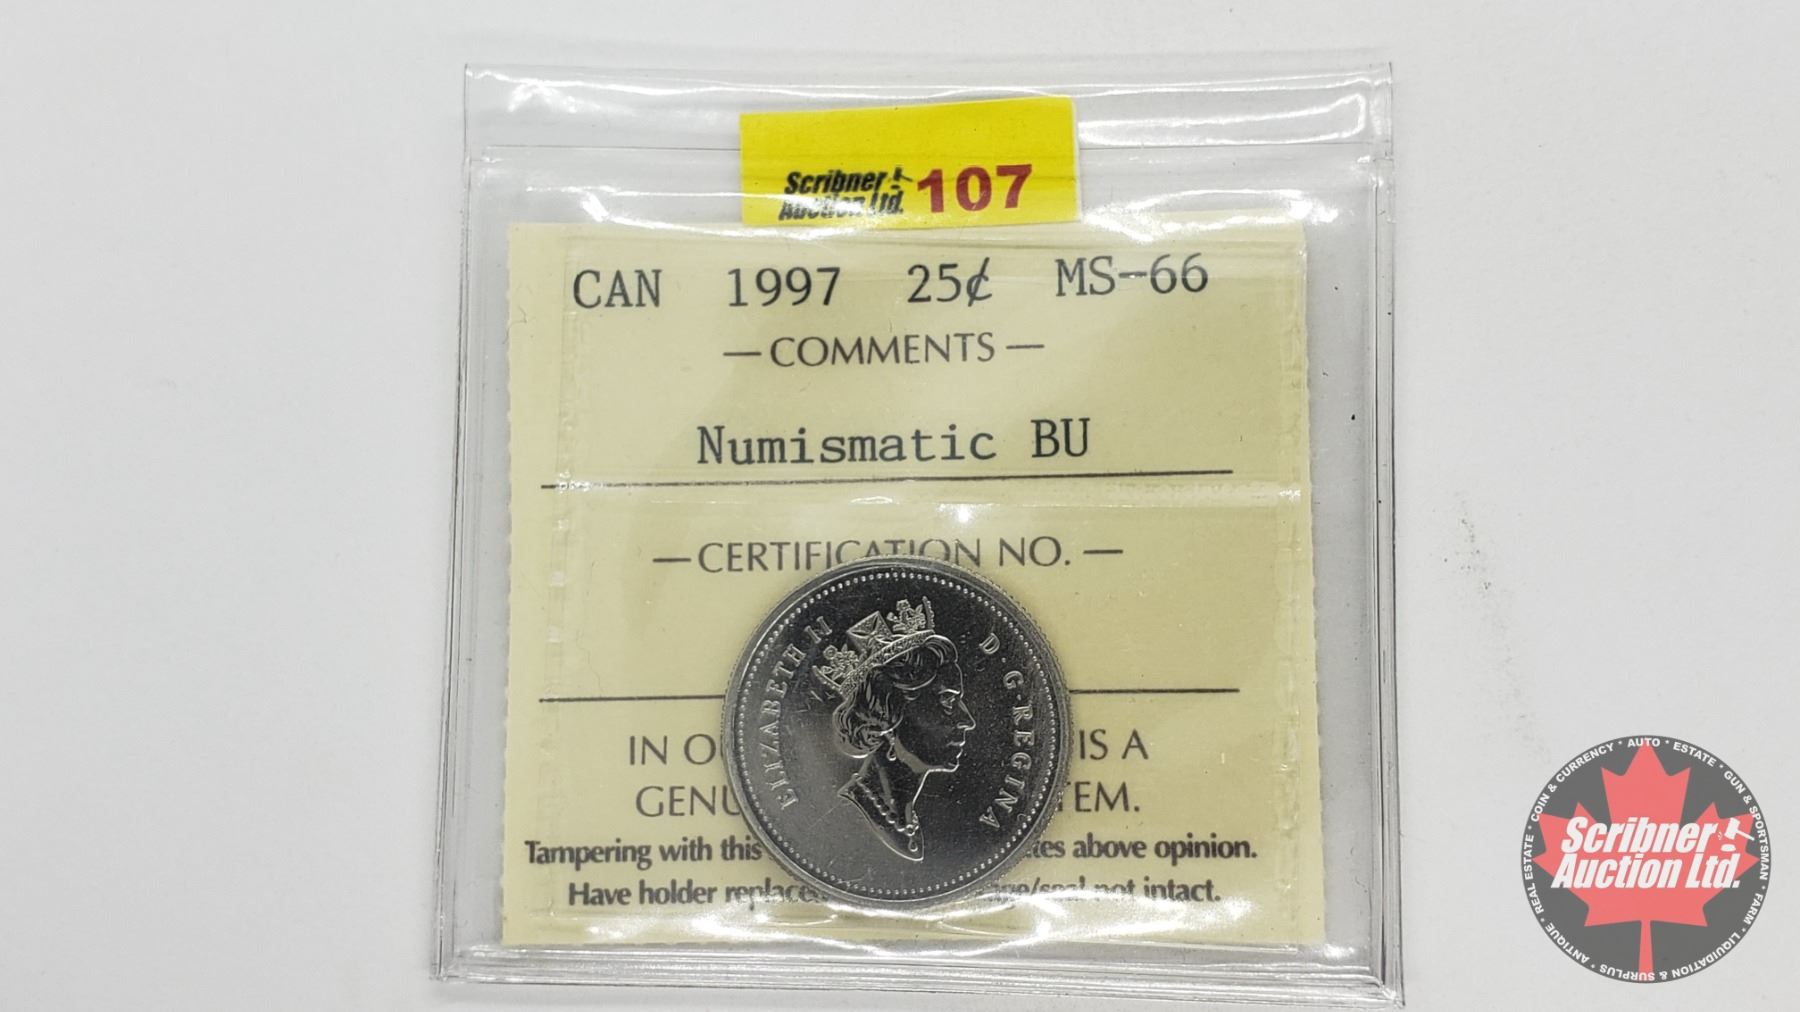 Scribner
Auction Ltd. 107
CAN 1997 25¢ MS-66
— COMMENTS —
Numismatic BU
— CERTIFICATION NO. —
ELIZABETH II D·G·REGINA
IN O IS A
GENU TEM.
Tampering with this tes above opinion.
Have holder replaced age/seal not intact.
COIN & CURRENCY * AUTO * ESTATE * GUN & SPORTSMAN * FARM * LIQUIDATION & SURPLUS * ANTIQUE * REAL ESTATE *
Scribner
Auction Ltd.